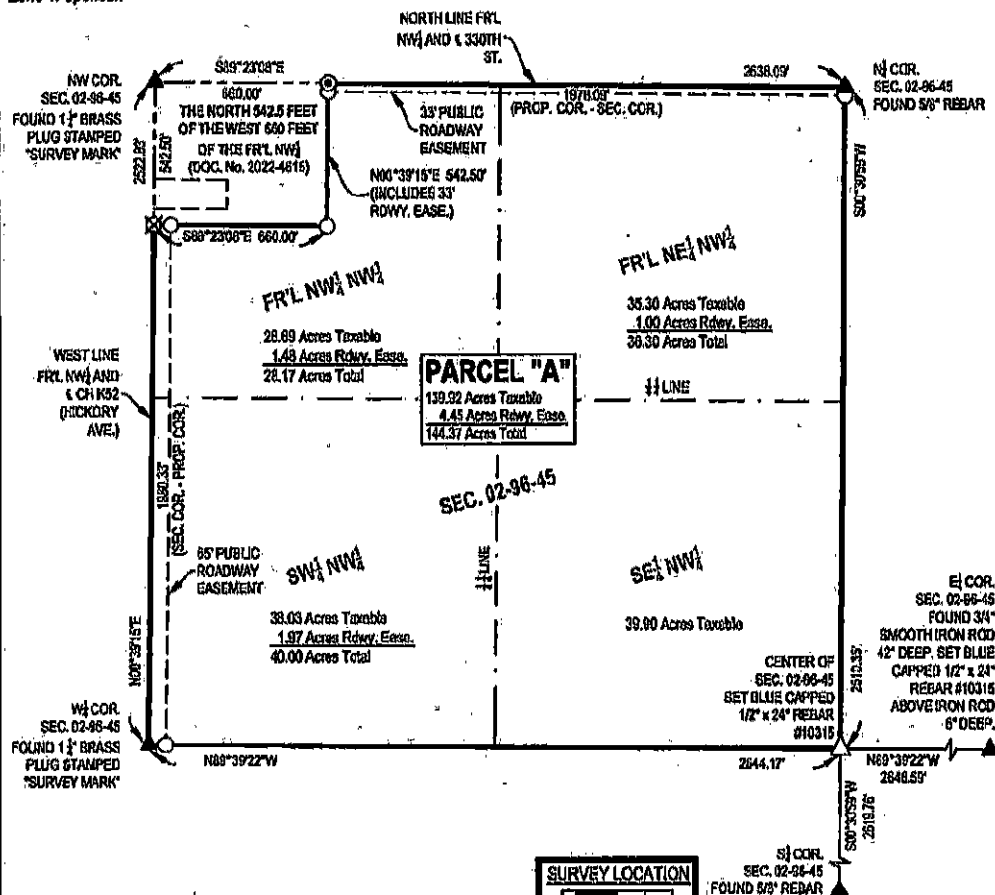 NORTH LINE FR'L
NW¼ AND ℄ 330TH
ST.
S89°23'08"E
660.00'
2638.09'
1978.09'
(PROP. COR. - SEC. COR.)
NW COR.
SEC. 02-96-45
FOUND 1¼" BRASS
PLUG STAMPED
"SURVEY MARK"
N¼ COR.
SEC. 02-96-45
FOUND 5/8" REBAR
THE NORTH 542.5 FEET
OF THE WEST 660 FEET
OF THE FR'L NW¼
(DOC. No. 2022-4615)
2522.83'
542.50'
33' PUBLIC
ROADWAY
EASEMENT
N00°39'15"E 542.50'
(INCLUDES 33'
RDWY. EASE.)
S00°30'59"W
S89°23'08"E 660.00'
FR'L NW¼ NW¼
26.69 Acres Taxable
1.48 Acres Rdwy. Ease.
28.17 Acres Total
FR'L NE¼ NW¼
35.30 Acres Taxable
1.00 Acres Rdwy. Ease.
36.30 Acres Total
WEST LINE
FR'L NW¼ AND
℄ CH K52
(HICKORY
AVE.)
PARCEL "A"
139.92 Acres Taxable
4.45 Acres Rdwy. Ease.
144.37 Acres Total
¼¼ LINE
1980.33'
(SEC. COR. - PROP. COR.)
SEC. 02-96-45
65' PUBLIC
ROADWAY
EASEMENT
SW¼ NW¼
38.03 Acres Taxable
1.97 Acres Rdwy. Ease.
40.00 Acres Total
¼¼ LINE
SE¼ NW¼
39.90 Acres Taxable
E¼ COR.
SEC. 02-96-45
FOUND 3/4"
SMOOTH IRON ROD
42" DEEP, SET BLUE
CAPPED 1/2" x 24"
REBAR #10315
ABOVE IRON ROD
6" DEEP.
CENTER OF
SEC. 02-96-45
SET BLUE CAPPED
1/2" x 24" REBAR
#10315
2610.35'
N00°39'15"E
W¼ COR.
SEC. 02-96-45
FOUND 1¼" BRASS
PLUG STAMPED
"SURVEY MARK"
N89°39'22"W
2644.17'
N89°39'22"W
2648.59'
S00°30'59"W
2619.76'
S¼ COR.
SEC. 02-96-45
FOUND 5/8" REBAR
SURVEY LOCATION